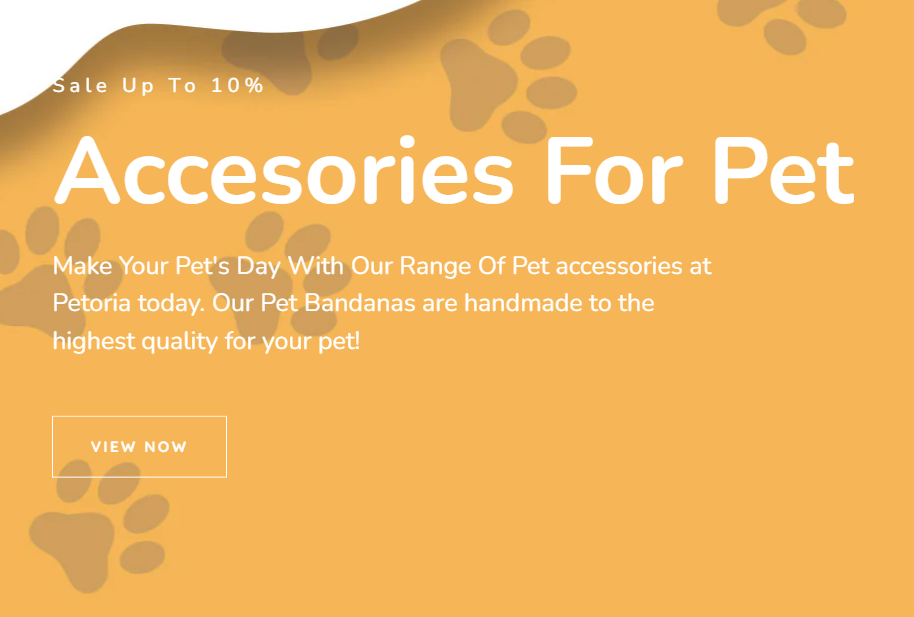 Sale Up To 10%
Accesories For Pet
Make Your Pet's Day With Our Range Of Pet accessories at
Petoria today. Our Pet Bandanas are handmade to the
highest quality for your pet!
VIEW NOW